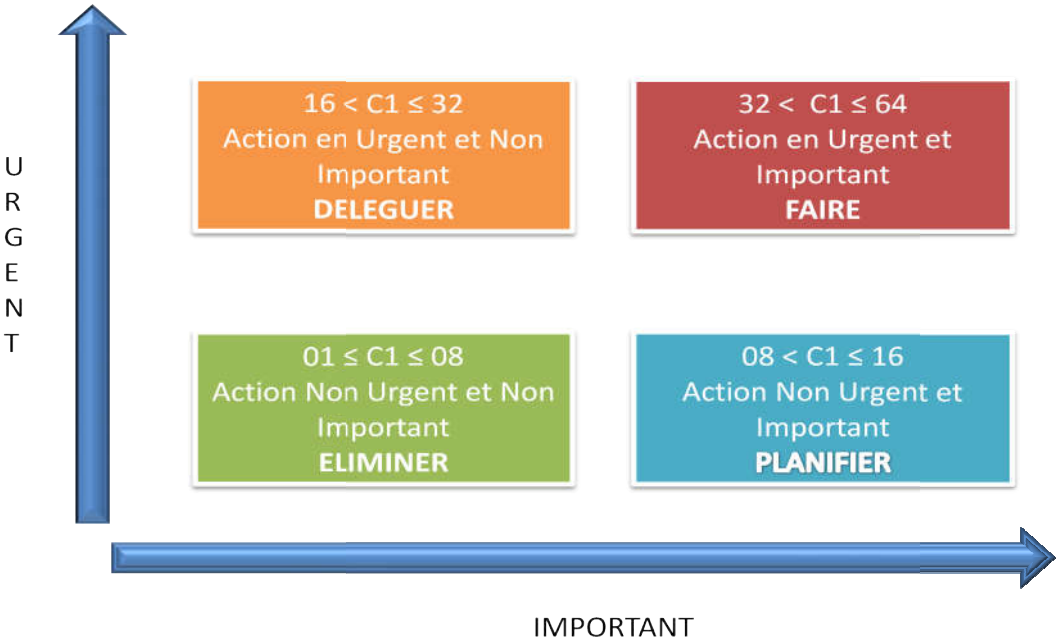 16 < C1 ≤ 32
Action en Urgent et Non
Important
DELEGUER
32 < C1 ≤ 64
Action en Urgent et
Important
FAIRE
U
R
G
E
N
T
01 ≤ C1 ≤ 08
Action Non Urgent et Non
Important
ELIMINER
08 < C1 ≤ 16
Action Non Urgent et
Important
PLANIFIER
IMPORTANT